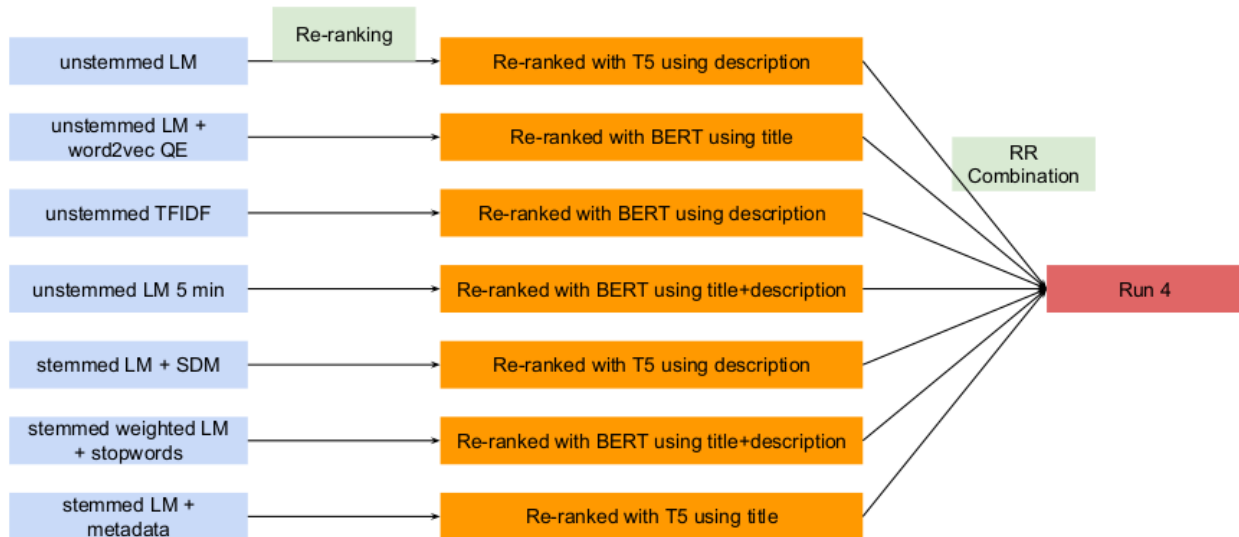 Re-ranking
unstemmed LM
Re-ranked with T5 using description
unstemmed LM +
word2vec QE
Re-ranked with BERT using title
RR
Combination
unstemmed TFIDF
Re-ranked with BERT using description
unstemmed LM 5 min
Re-ranked with BERT using title+description
Run 4
stemmed LM + SDM
Re-ranked with T5 using description
stemmed weighted LM
+ stopwords
Re-ranked with BERT using title+description
stemmed LM +
metadata
Re-ranked with T5 using title